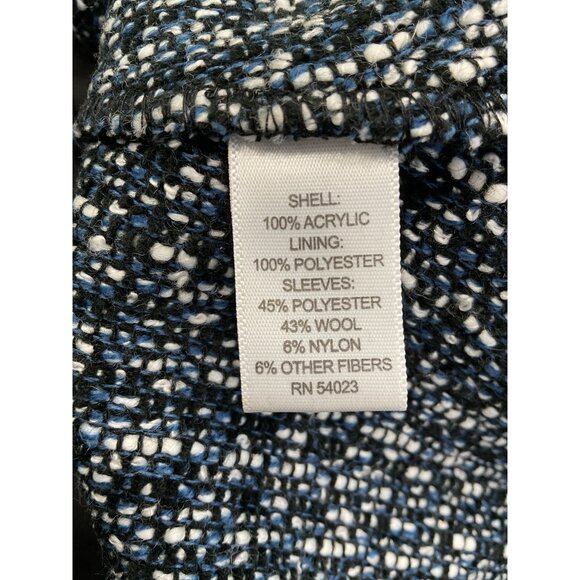 SHELL:
100% ACRYLIC
LINING:
100% POLYESTER
SLEEVES:
45% POLYESTER
43% WOOL
6% NYLON
6% OTHER FIBERS
RN 54023